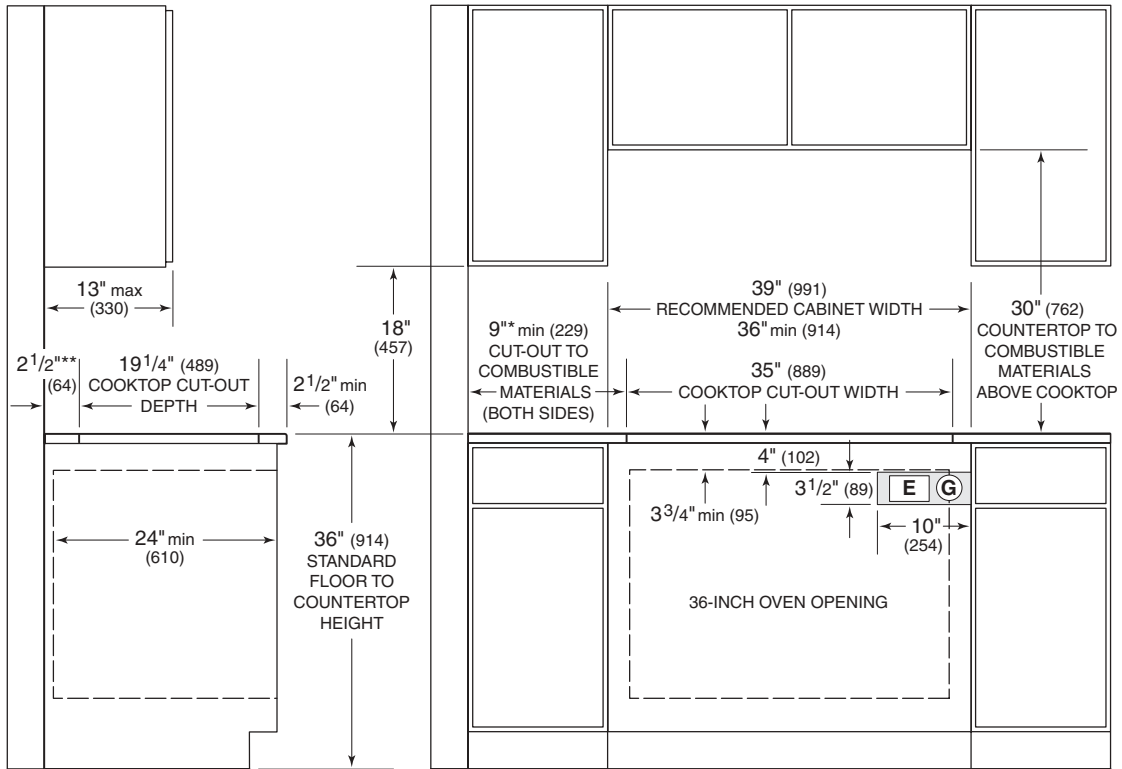 13" max
(330)
2 1/2"**
(64)
19 1/4" (489)
COOKTOP CUT-OUT
DEPTH
2 1/2" min
(64)
18"
(457)
24" min
(610)
36" (914)
STANDARD
FLOOR TO
COUNTERTOP
HEIGHT
9"* min (229)
CUT-OUT TO
COMBUSTIBLE
MATERIALS
(BOTH SIDES)
39" (991)
RECOMMENDED CABINET WIDTH
36" min (914)
35" (889)
COOKTOP CUT-OUT WIDTH
30" (762)
COUNTERTOP TO
COMBUSTIBLE
MATERIALS
ABOVE COOKTOP
4" (102)
3 1/2" (89)
E G
3 3/4" min (95)
10"
(254)
36-INCH OVEN OPENING